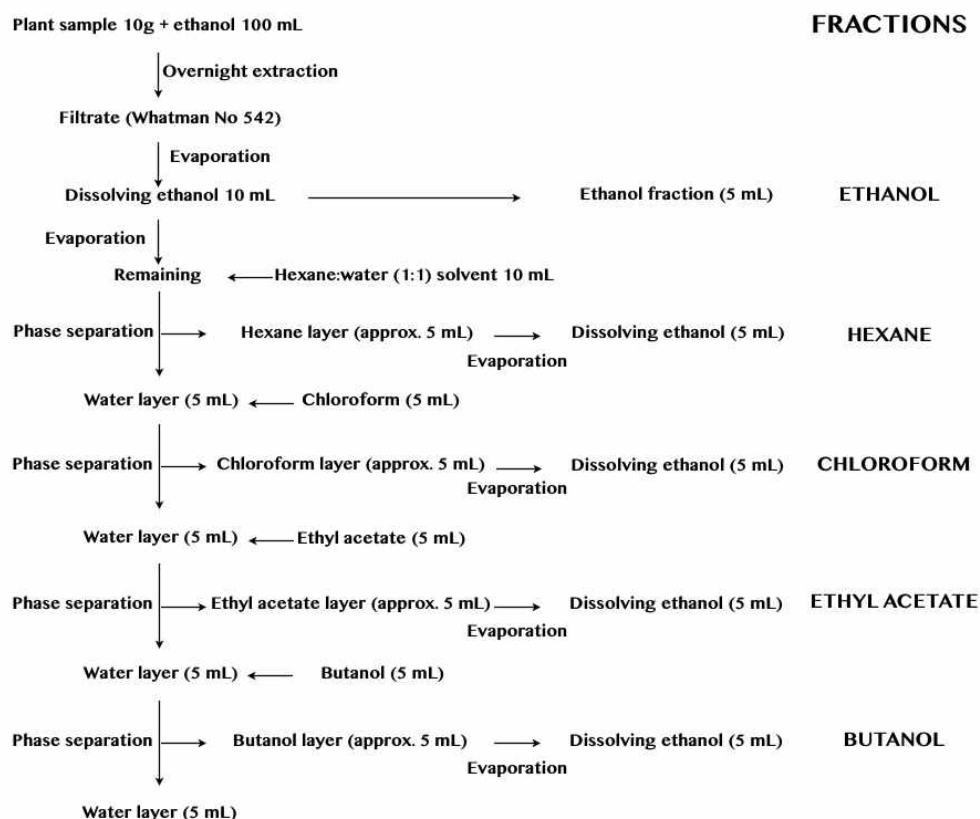 Plant sample 10g + ethanol 100 mL
FRACTIONS
Overnight extraction
Filtrate (Whatman No 542)
Evaporation
Dissolving ethanol 10 mL
Ethanol fraction (5 mL)
ETHANOL
Evaporation
Remaining
Hexane:water (1:1) solvent 10 mL
Phase separation
Hexane layer (approx. 5 mL)
Evaporation
Dissolving ethanol (5 mL)
HEXANE
Water layer (5 mL)
Chloroform (5 mL)
Phase separation
Chloroform layer (approx. 5 mL)
Evaporation
Dissolving ethanol (5 mL)
CHLOROFORM
Water layer (5 mL)
Ethyl acetate (5 mL)
Phase separation
Ethyl acetate layer (approx. 5 mL)
Evaporation
Dissolving ethanol (5 mL)
ETHYL ACETATE
Water layer (5 mL)
Butanol (5 mL)
Phase separation
Butanol layer (approx. 5 mL)
Evaporation
Dissolving ethanol (5 mL)
BUTANOL
Water layer (5 mL)